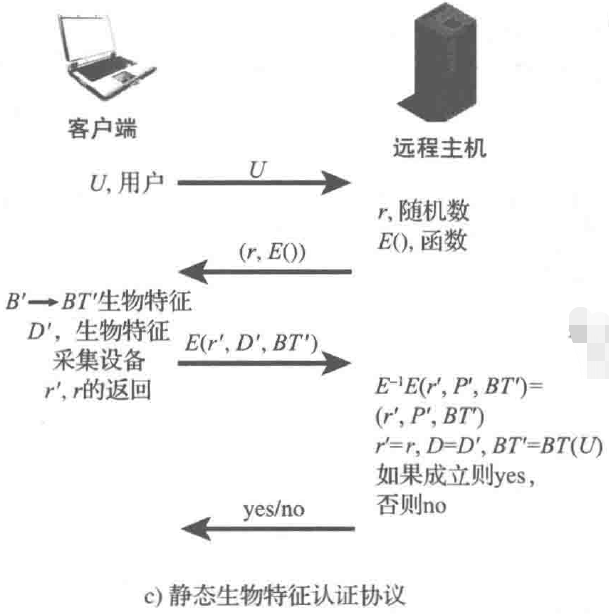 客户端
远程主机
U, 用户
U
r, 随机数
E(), 函数
(r, E())
B′→BT′生物特征
D′，生物特征
采集设备
r′, r的返回
E(r′, D′, BT′)
E⁻¹E(r′, P′, BT′)=
(r′, P′, BT′)
r′=r, D=D′, BT′=BT(U)
如果成立则yes，
否则no
yes/no
c) 静态生物特征认证协议